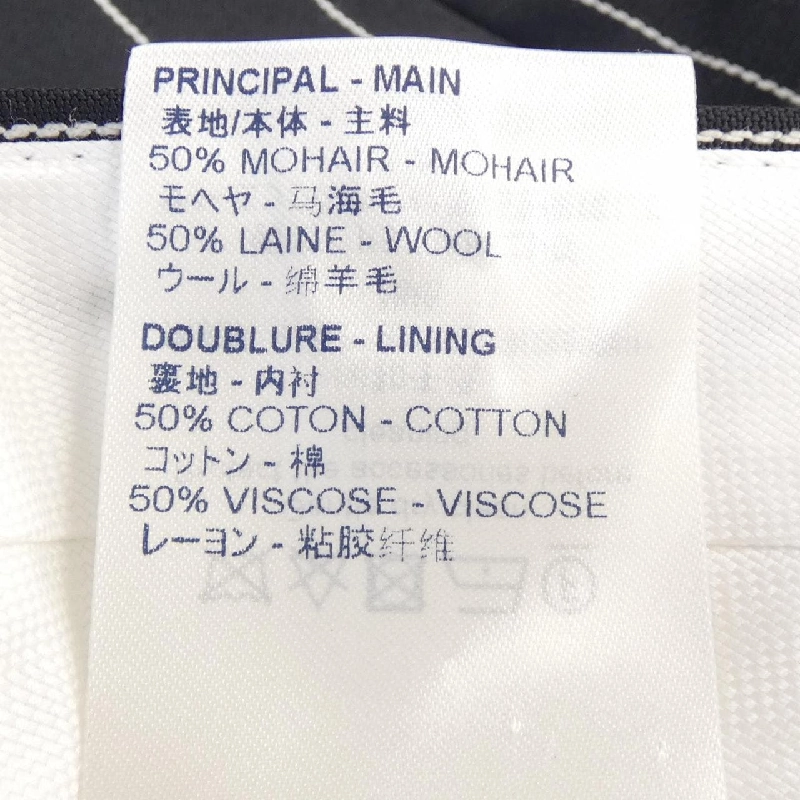 PRINCIPAL - MAIN
表地/本体 - 主料
50% MOHAIR - MOHAIR
モヘヤ - 马海毛
50% LAINE - WOOL
ウール - 绵羊毛
DOUBLURE - LINING
裏地 - 内衬
50% COTON - COTTON
コットン - 棉
50% VISCOSE - VISCOSE
レーヨン - 粘胶纤维